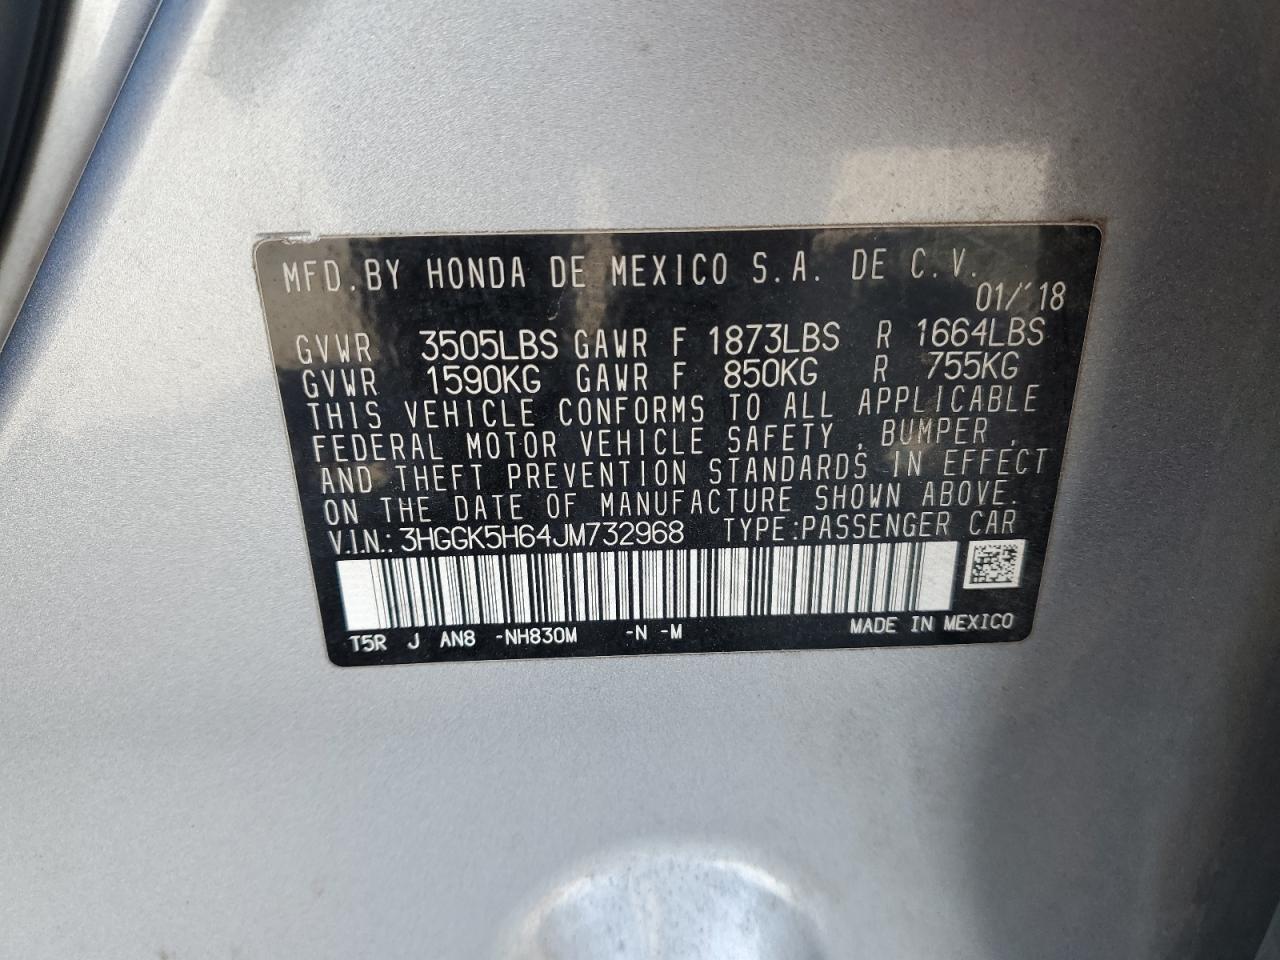 MFD.BY HONDA DE MEXICO S.A. DE C.V.
01/'18
GVWR 3505LBS GAWR F 1873LBS R 1664LBS
GVWR 1590KG GAWR F 850KG R 755KG
THIS VEHICLE CONFORMS TO ALL APPLICABLE
FEDERAL MOTOR VEHICLE SAFETY , BUMPER ,
AND THEFT PREVENTION STANDARDS IN EFFECT
ON THE DATE OF MANUFACTURE SHOWN ABOVE.
V.I.N.: 3HGGK5H64JM732968 TYPE:PASSENGER CAR
T5R J AN8 -NH830M -N -M MADE IN MEXICO